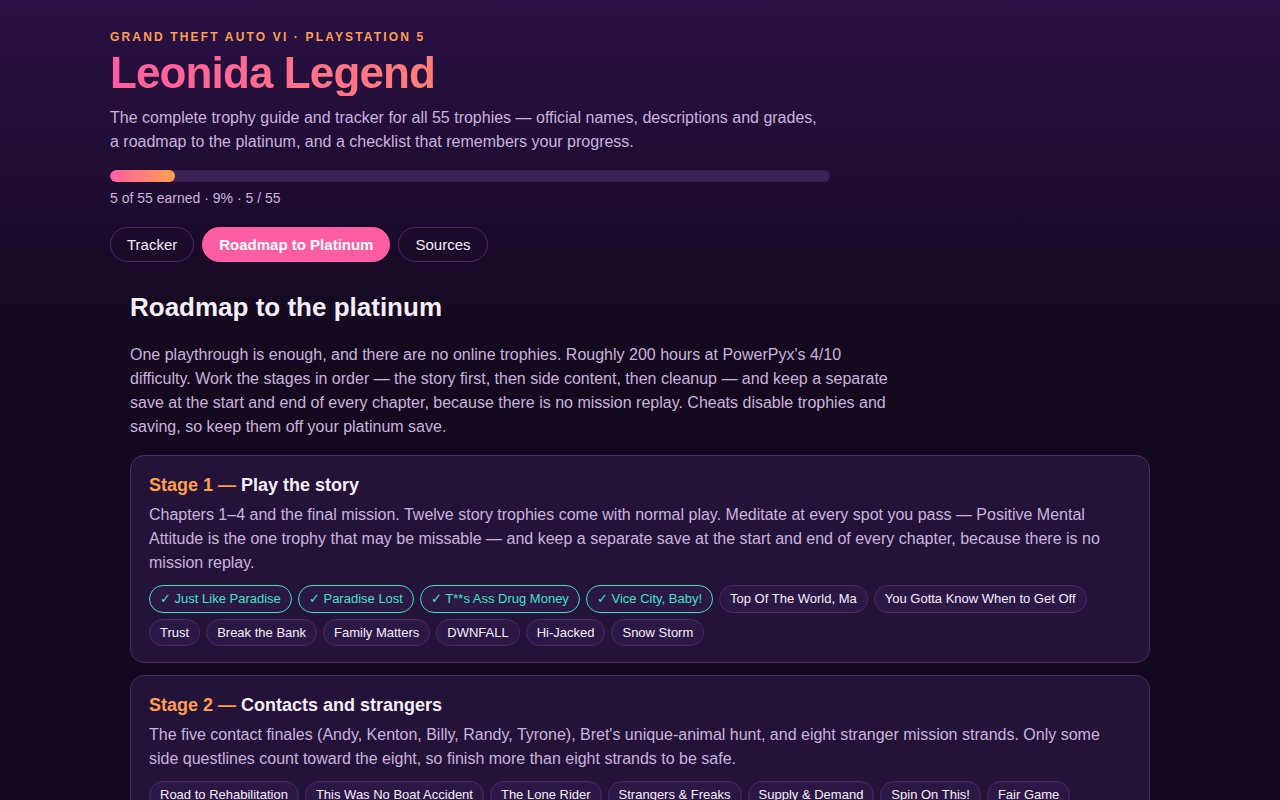 GRAND THEFT AUTO VI · PLAYSTATION 5
Leonida Legend
The complete trophy guide and tracker for all 55 trophies — official names, descriptions and grades,
a roadmap to the platinum, and a checklist that remembers your progress.
5 of 55 earned · 9% · 5 / 55
Tracker Roadmap to Platinum Sources
Roadmap to the platinum
One playthrough is enough, and there are no online trophies. Roughly 200 hours at PowerPyx's 4/10
difficulty. Work the stages in order — the story first, then side content, then cleanup — and keep a separate
save at the start and end of every chapter, because there is no mission replay. Cheats disable trophies and
saving, so keep them off your platinum save.
Stage 1 — Play the story
Chapters 1–4 and the final mission. Twelve story trophies come with normal play. Meditate at every spot you pass — Positive Mental
Attitude is the one trophy that may be missable — and keep a separate save at the start and end of every chapter, because there is no
mission replay.
✓ Just Like Paradise ✓ Paradise Lost ✓ T**s Ass Drug Money ✓ Vice City, Baby! Top Of The World, Ma You Gotta Know When to Get Off
Trust Break the Bank Family Matters DWNFALL Hi-Jacked Snow Storm
Stage 2 — Contacts and strangers
The five contact finales (Andy, Kenton, Billy, Randy, Tyrone), Bret's unique-animal hunt, and eight stranger mission strands. Only some
side questlines count toward the eight, so finish more than eight strands to be safe.
Road to Rehabilitation This Was No Boat Accident The Lone Rider Strangers & Freaks Supply & Demand Spin On This! Fair Game